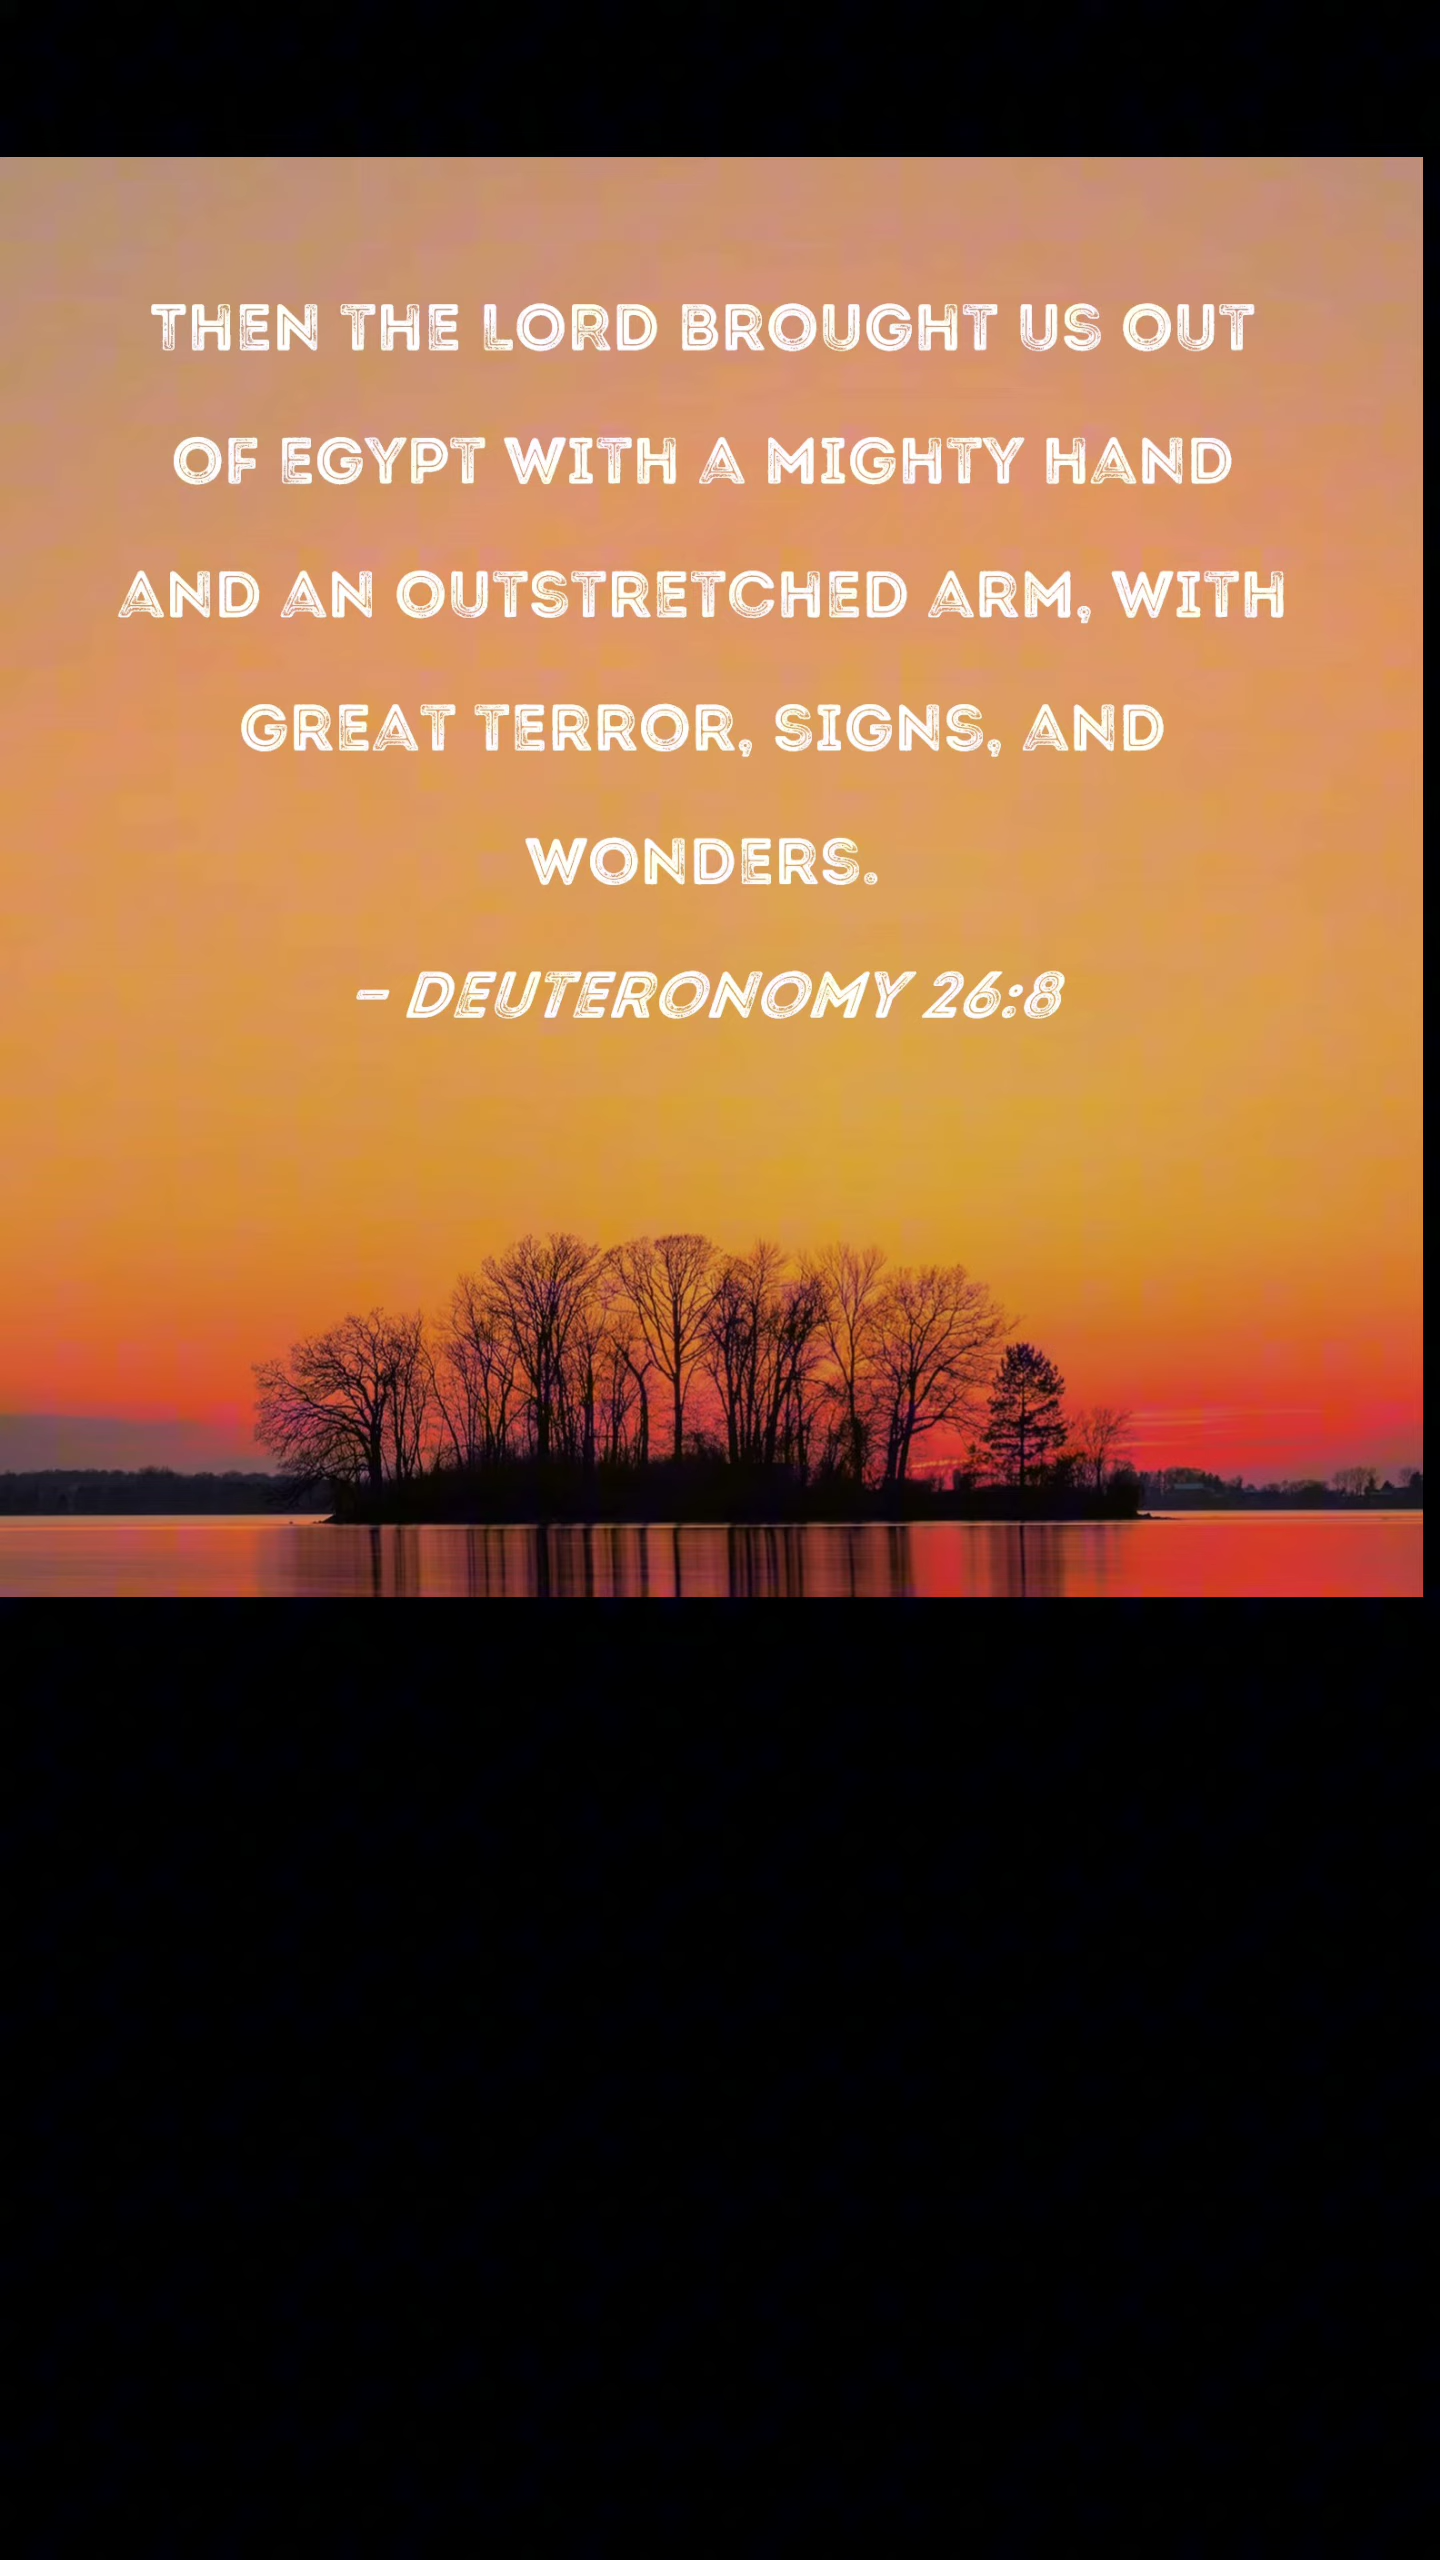 THEN THE LORD BROUGHT US OUT
OF EGYPT WITH A MIGHTY HAND
AND AN OUTSTRETCHED ARM, WITH
GREAT TERROR, SIGNS, AND
WONDERS.
– DEUTERONOMY 26:8